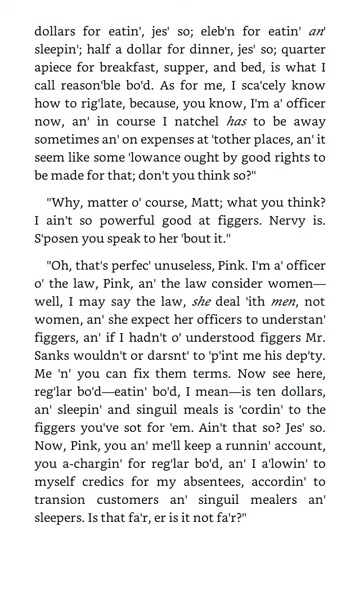 dollars for eatin', jes' so; eleb'n for eatin' an'
sleepin'; half a dollar for dinner, jes' so; quarter
apiece for breakfast, supper, and bed, is what I
call reason'ble bo'd. As for me, I sca'cely know
how to rig'late, because, you know, I'm a' officer
now, an' in course I natchel has to be away
sometimes an' on expenses at 'tother places, an' it
seem like some 'lowance ought by good rights to
be made for that; don't you think so?"
"Why, matter o' course, Matt; what you think?
I ain't so powerful good at figgers. Nervy is.
S'posen you speak to her 'bout it."
"Oh, that's perfec' unuseless, Pink. I'm a' officer
o' the law, Pink, an' the law consider women—
well, I may say the law, she deal 'ith men, not
women, an' she expect her officers to understan'
figgers, an' if I hadn't o' understood figgers Mr.
Sanks wouldn't or darsnt' to 'p'int me his dep'ty.
Me 'n' you can fix them terms. Now see here,
reg'lar bo'd—eatin' bo'd, I mean—is ten dollars,
an' sleepin' and singuil meals is 'cordin' to the
figgers you've sot for 'em. Ain't that so? Jes' so.
Now, Pink, you an' me'll keep a runnin' account,
you a-chargin' for reg'lar bo'd, an' I a'lowin' to
myself credics for my absentees, accordin' to
transion customers an' singuil mealers an'
sleepers. Is that fa'r, er is it not fa'r?"